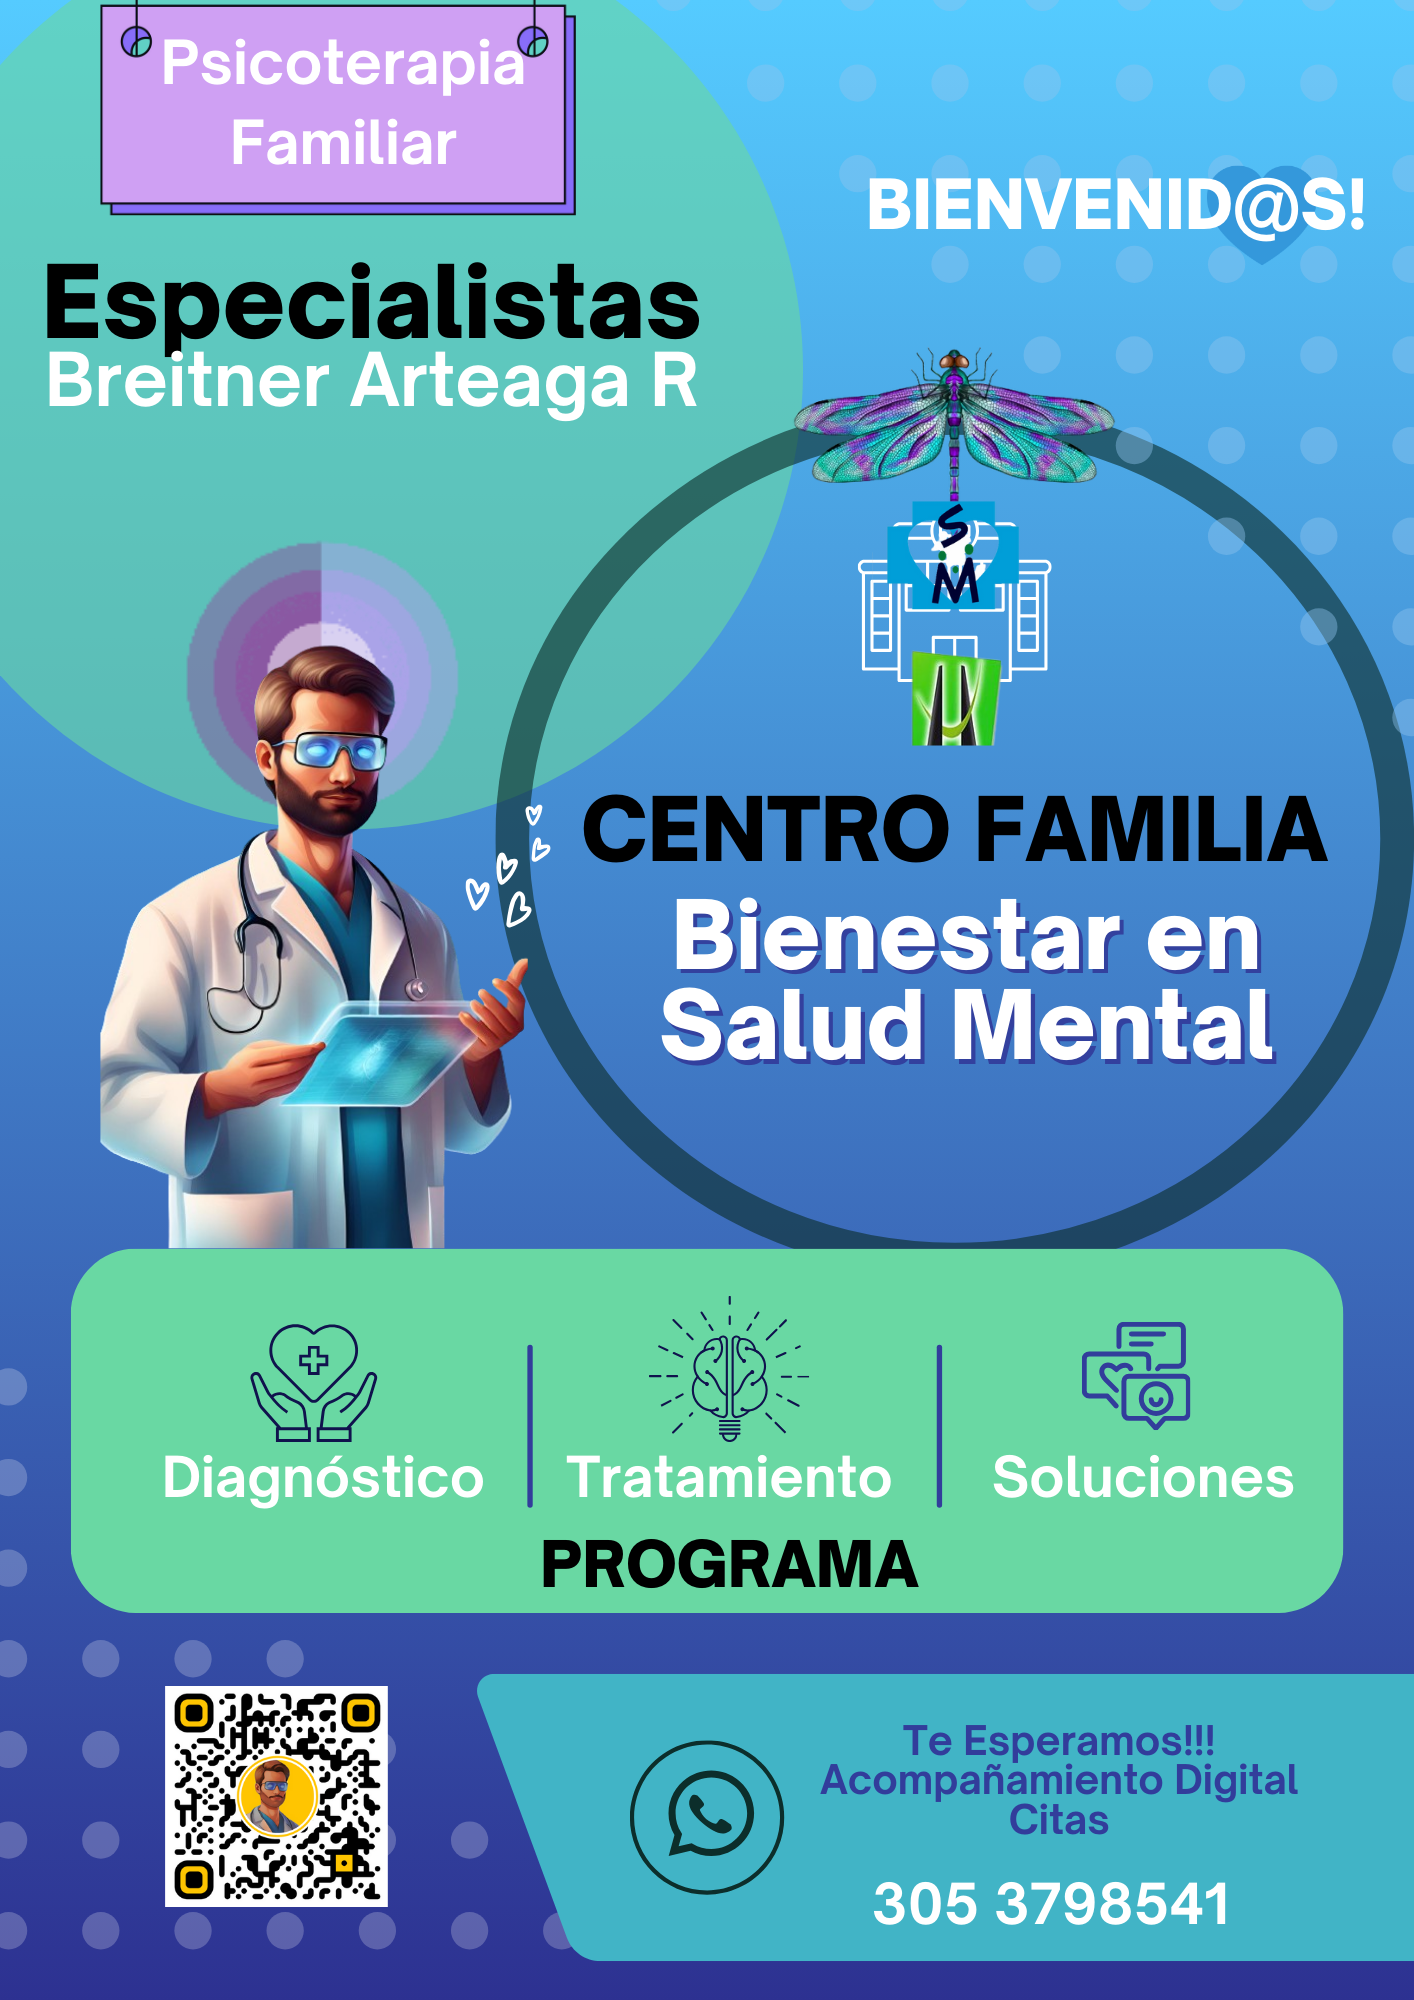 Psicoterapia
Familiar
BIENVENID@S!
Especialistas
Breitner Arteaga R
S
M
CENTRO FAMILIA
Bienestar en
Salud Mental
Diagnóstico
Tratamiento
Soluciones
PROGRAMA
Te Esperamos!!!
Acompañamiento Digital
Citas
305 3798541